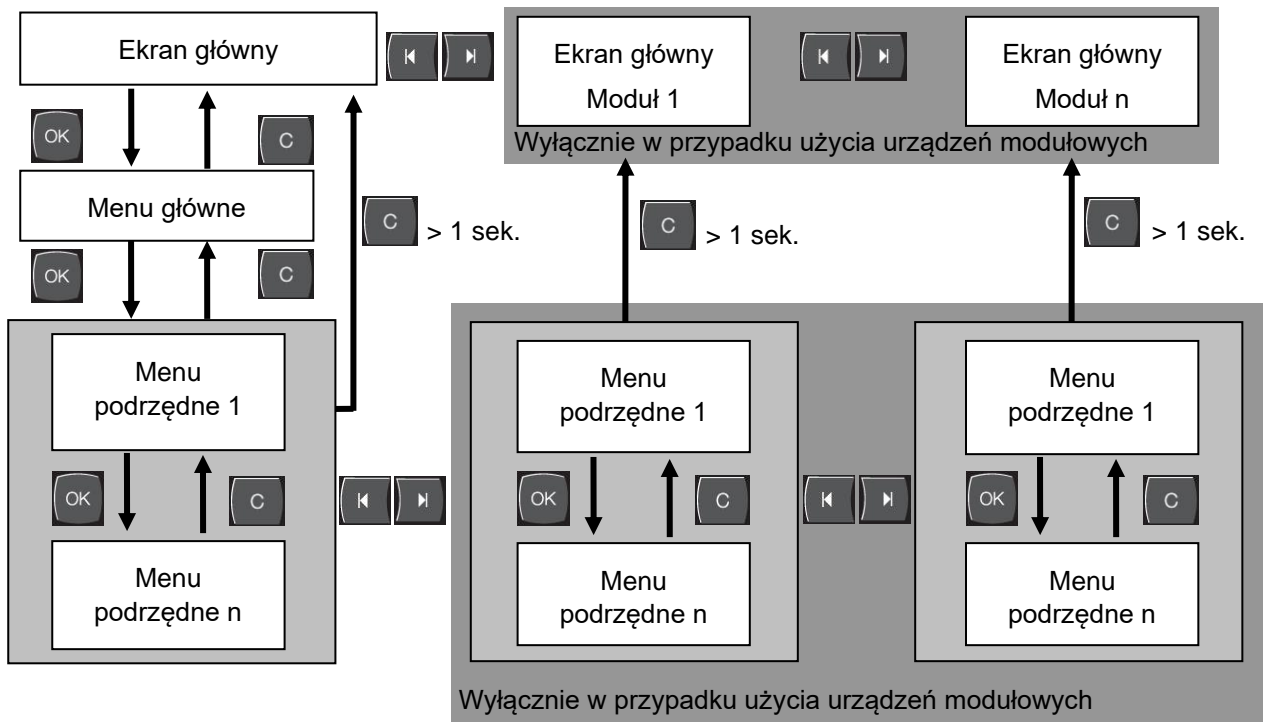 Ekran główny
Ekran główny
Moduł 1
Ekran główny
Moduł n
Wyłącznie w przypadku użycia urządzeń modułowych
OK
C
Menu główne
C
> 1 sek.
C
> 1 sek.
C
> 1 sek.
OK
C
Menu
podrzędne 1
Menu
podrzędne 1
Menu
podrzędne 1
OK
C
OK
C
OK
C
Menu
podrzędne n
Menu
podrzędne n
Menu
podrzędne n
Wyłącznie w przypadku użycia urządzeń modułowych